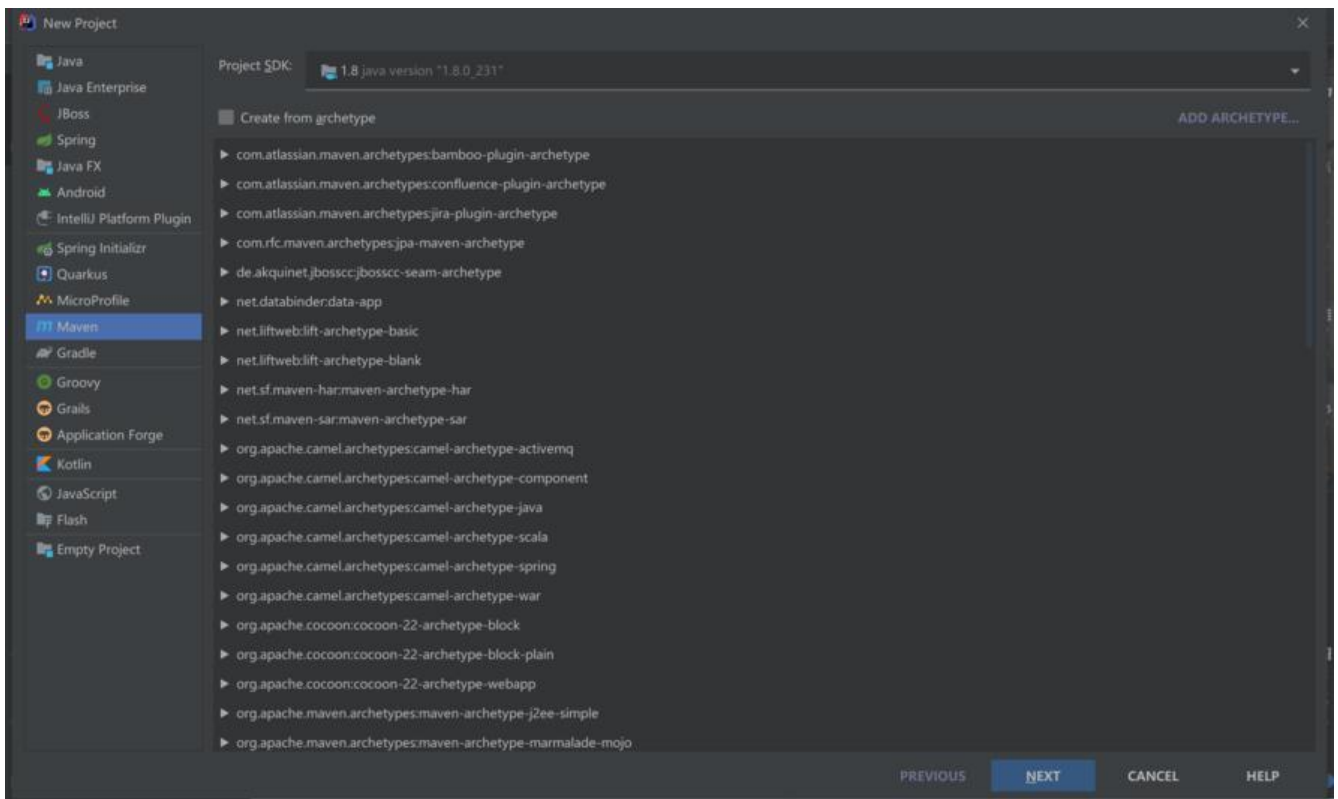 New Project
Java
Java Enterprise
JBoss
Spring
Java FX
Android
IntelliJ Platform Plugin
Spring Initializr
Quarkus
MicroProfile
Maven
Gradle
Groovy
Grails
Application Forge
Kotlin
JavaScript
Flash
Empty Project
Project SDK: 1.8 java version "1.8.0_231"
Create from archetype ADD ARCHETYPE...
com.atlassian.maven.archetypes:bamboo-plugin-archetype
com.atlassian.maven.archetypes:confluence-plugin-archetype
com.atlassian.maven.archetypes:jira-plugin-archetype
com.rfc.maven.archetypes:jpa-maven-archetype
de.akquinet.jbosscc:jbosscc-seam-archetype
net.databinder:data-app
net.liftweb:lift-archetype-basic
net.liftweb:lift-archetype-blank
net.sf.maven-har:maven-archetype-har
net.sf.maven-sar:maven-archetype-sar
org.apache.camel.archetypes:camel-archetype-activemq
org.apache.camel.archetypes:camel-archetype-component
org.apache.camel.archetypes:camel-archetype-java
org.apache.camel.archetypes:camel-archetype-scala
org.apache.camel.archetypes:camel-archetype-spring
org.apache.camel.archetypes:camel-archetype-war
org.apache.cocoon:cocoon-22-archetype-block
org.apache.cocoon:cocoon-22-archetype-block-plain
org.apache.cocoon:cocoon-22-archetype-webapp
org.apache.maven.archetypes:maven-archetype-j2ee-simple
org.apache.maven.archetypes:maven-archetype-marmalade-mojo
PREVIOUS NEXT CANCEL HELP